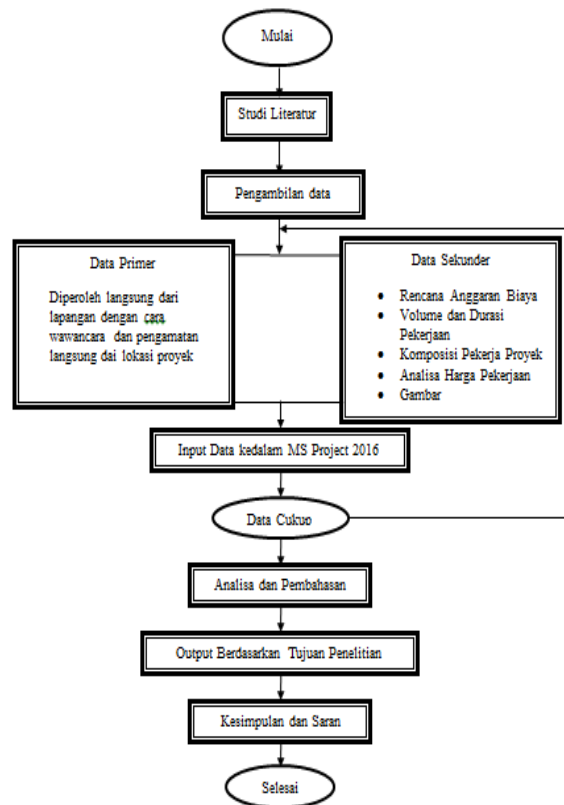 Mulai
Studi Literatur
Pengambilan data
Data Primer
Diperoleh langsung dari
lapangan dengan cara
wawancara dan pengamatan
langsung dai lokasi proyek
Data Sekunder
• Rencana Anggaran Biaya
• Volume dan Durasi
Pekerjaan
• Komposisi Pekerja Proyek
• Analisa Harga Pekerjaan
• Gambar
Input Data kedalam MS Project 2016
Data Cukup
Analisa dan Pembahasan
Output Berdasarkan Tujuan Penelitian
Kesimpulan dan Saran
Selesai